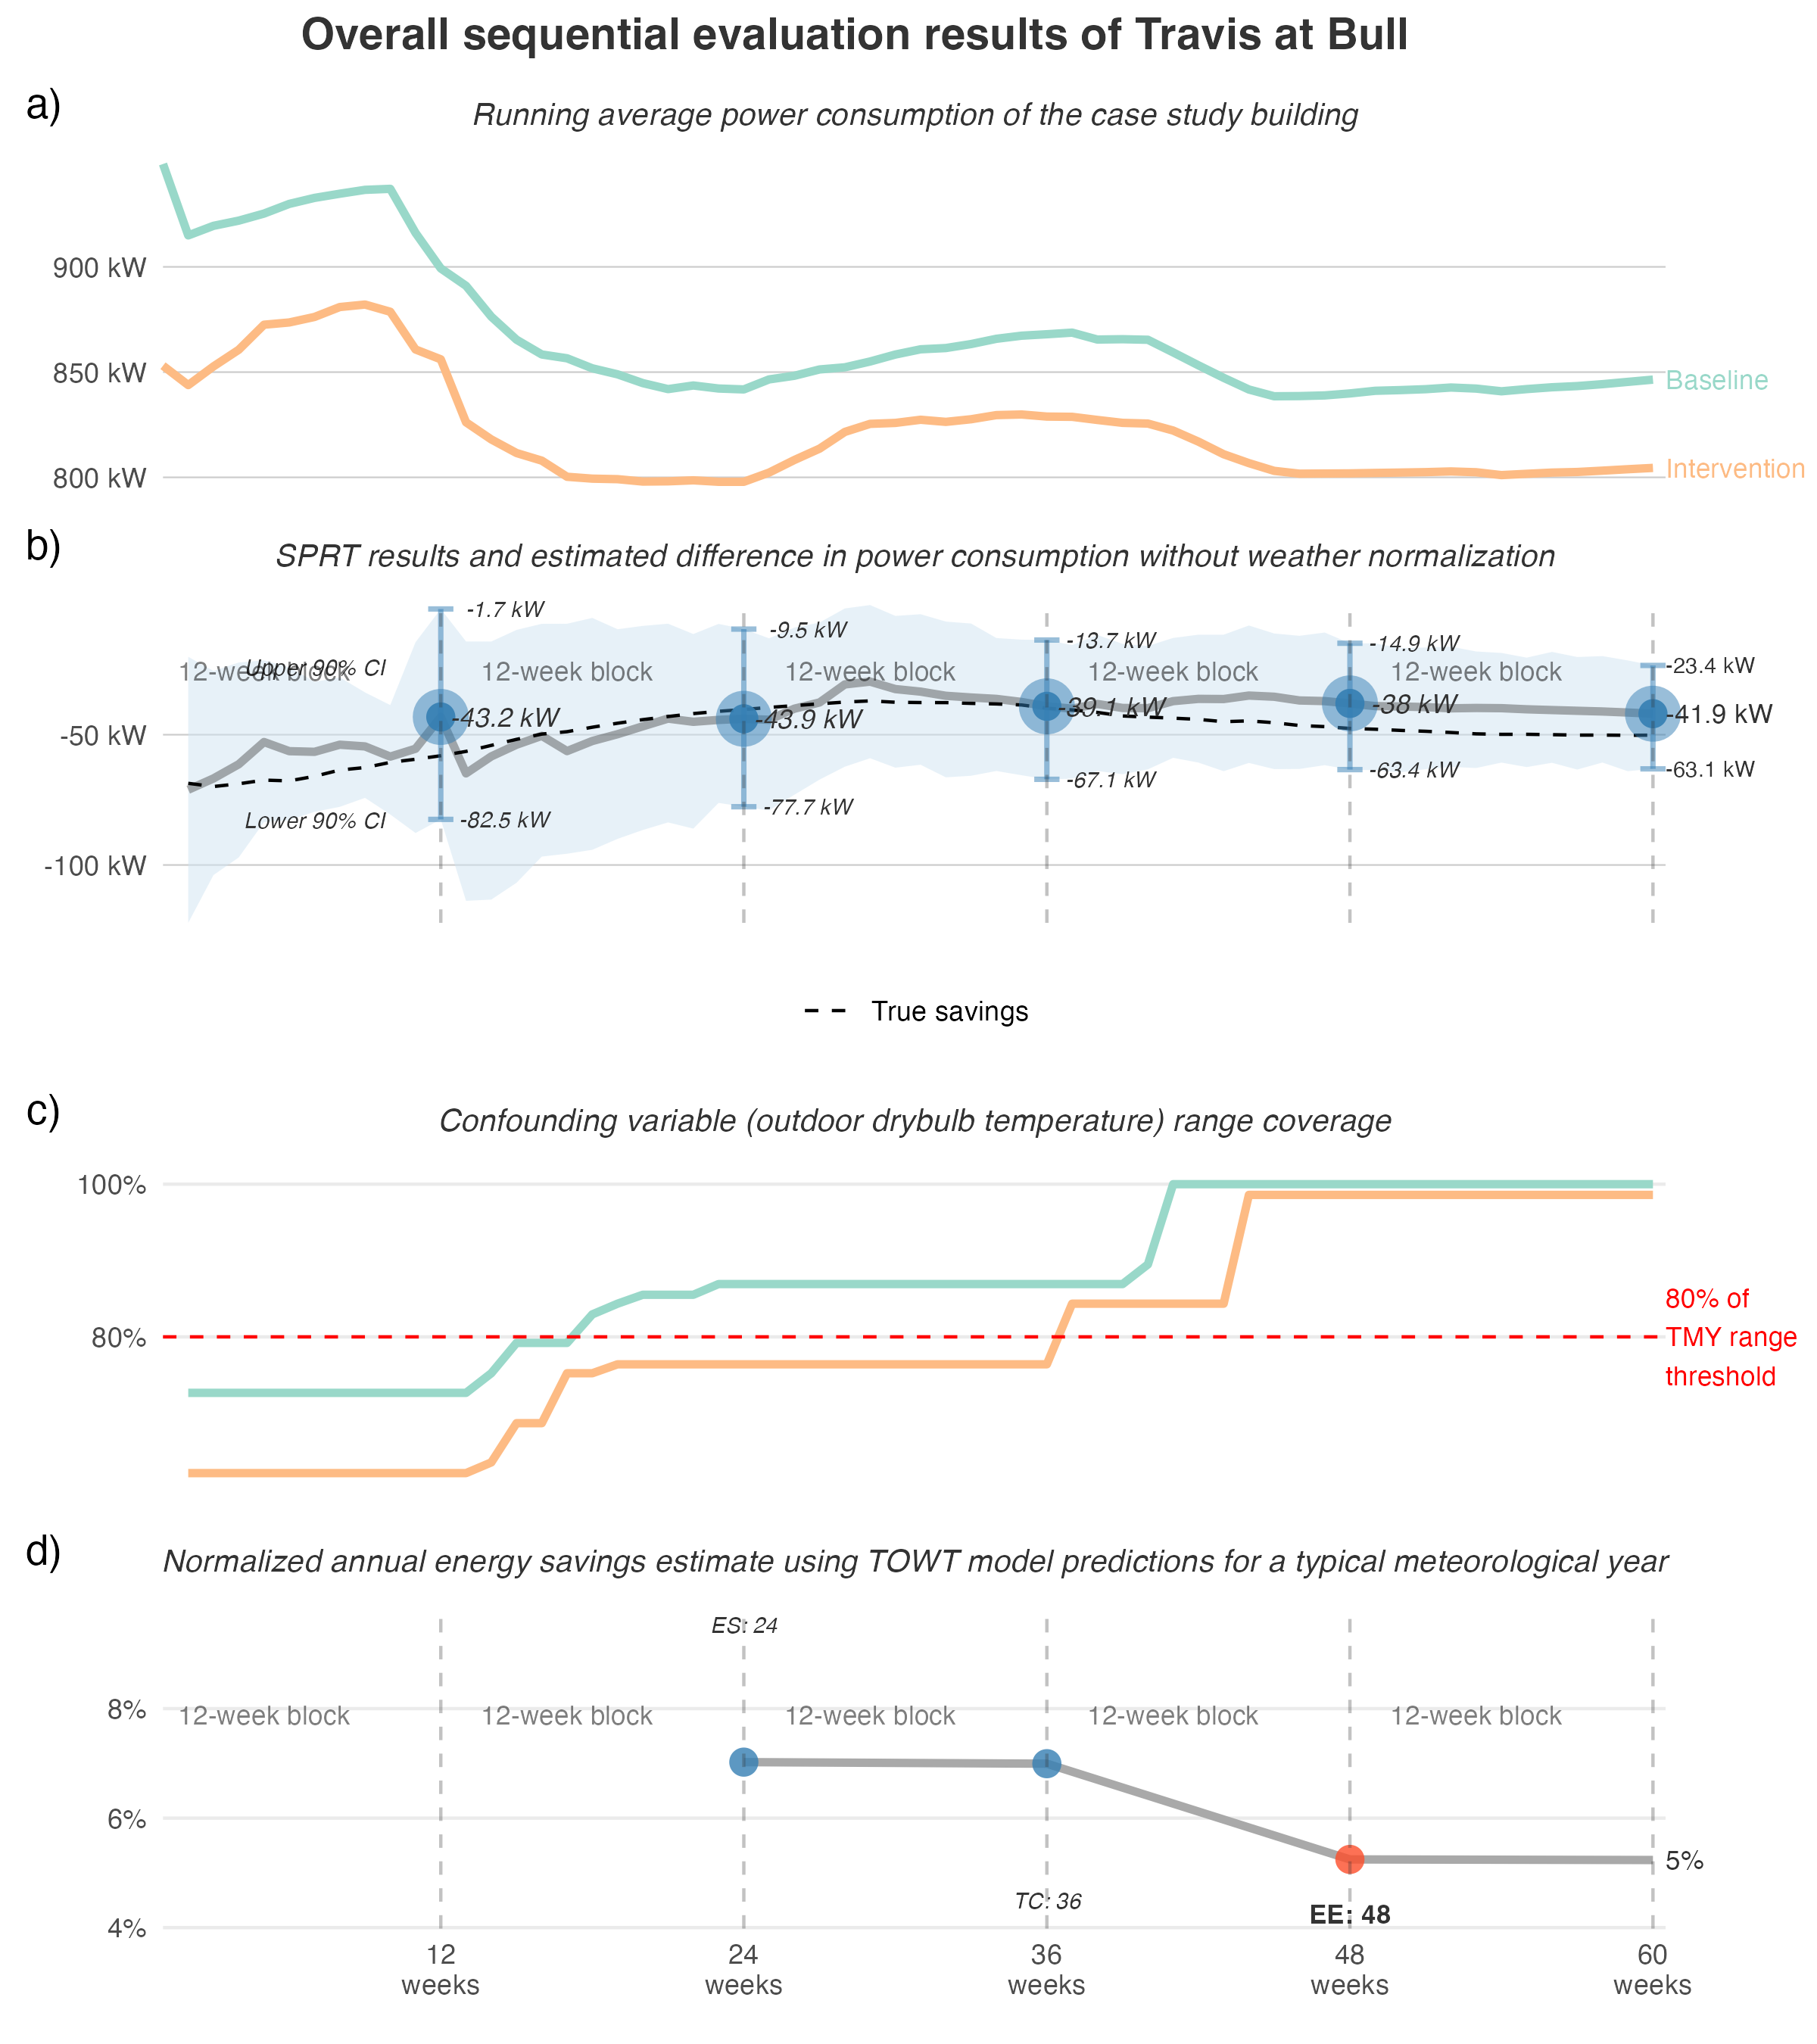 Overall sequential evaluation results of Travis at Bull
a)
Running average power consumption of the case study building
900 kW
850 kW
800 kW
Baseline
Intervention
b)
SPRT results and estimated difference in power consumption without weather normalization
-1.7 kW
-9.5 kW
-13.7 kW
-14.9 kW
-23.4 kW
Upper 90% CI
12-week block
12-week block
12-week block
12-week block
12-week block
-43.2 kW
-43.9 kW
-39.1 kW
-38 kW
-41.9 kW
-50 kW
-63.4 kW
-63.1 kW
-67.1 kW
-77.7 kW
Lower 90% CI
-82.5 kW
-100 kW
True savings
c)
Confounding variable (outdoor drybulb temperature) range coverage
100%
80%
80% of
TMY range
threshold
d)
Normalized annual energy savings estimate using TOWT model predictions for a typical meteorological year
ES: 24
8%
12-week block
12-week block
12-week block
12-week block
12-week block
6%
5%
TC: 36
EE: 48
4%
12
weeks
24
weeks
36
weeks
48
weeks
60
weeks